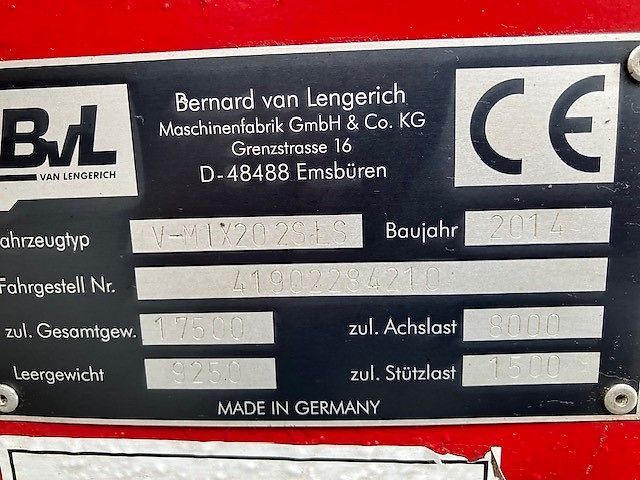 BvL
VAN LENGERICH
Bernard van Lengerich
Maschinenfabrik GmbH & Co. KG
Grenzstrasse 16
D-48488 Emsbüren
CE
ahrzeugtyp V-MIX20 2S LS Baujahr 2014
Fahrgestell Nr. 41902284210
zul. Gesamtgew. 17500 zul. Achslast 8000
Leergewicht 9250 zul. Stützlast 1500
MADE IN GERMANY